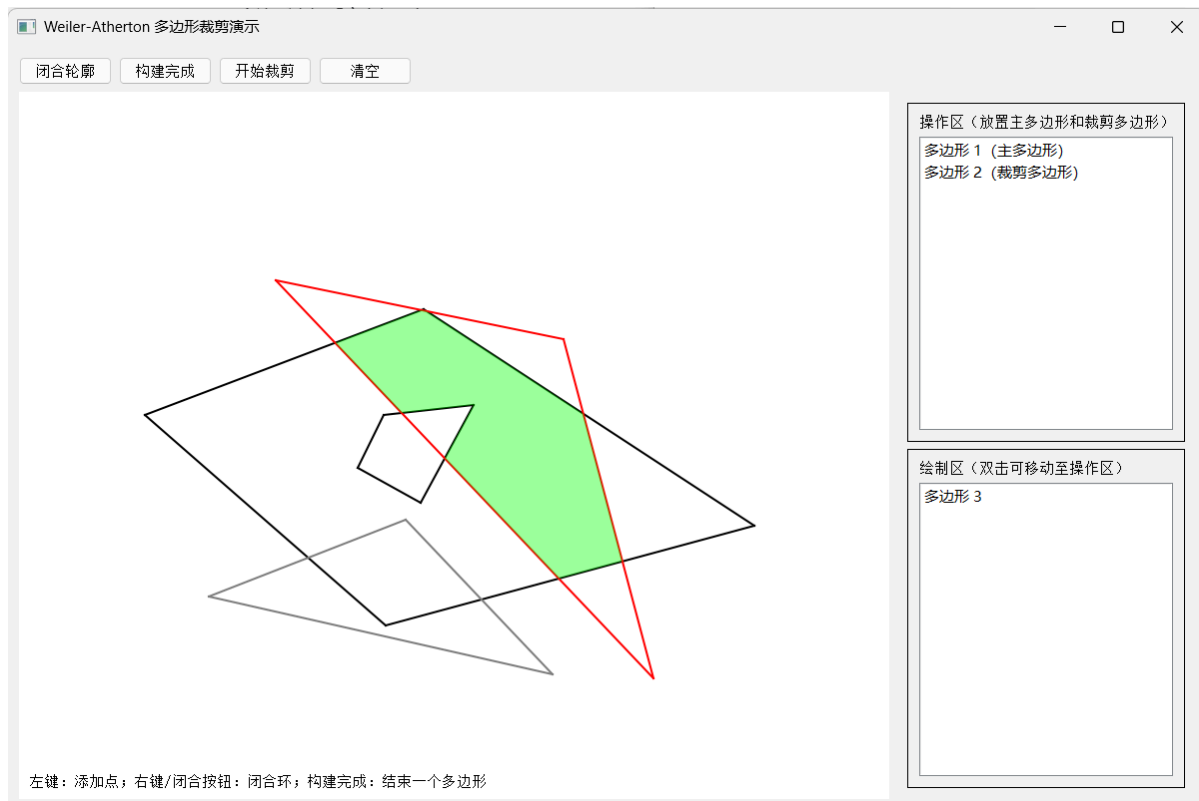 Weiler-Atherton 多边形裁剪演示
闭合轮廓 构建完成 开始裁剪 清空
操作区（放置主多边形和裁剪多边形）
多边形 1 (主多边形)
多边形 2 (裁剪多边形)
绘制区（双击可移动至操作区）
多边形 3
左键：添加点；右键/闭合按钮：闭合环；构建完成：结束一个多边形